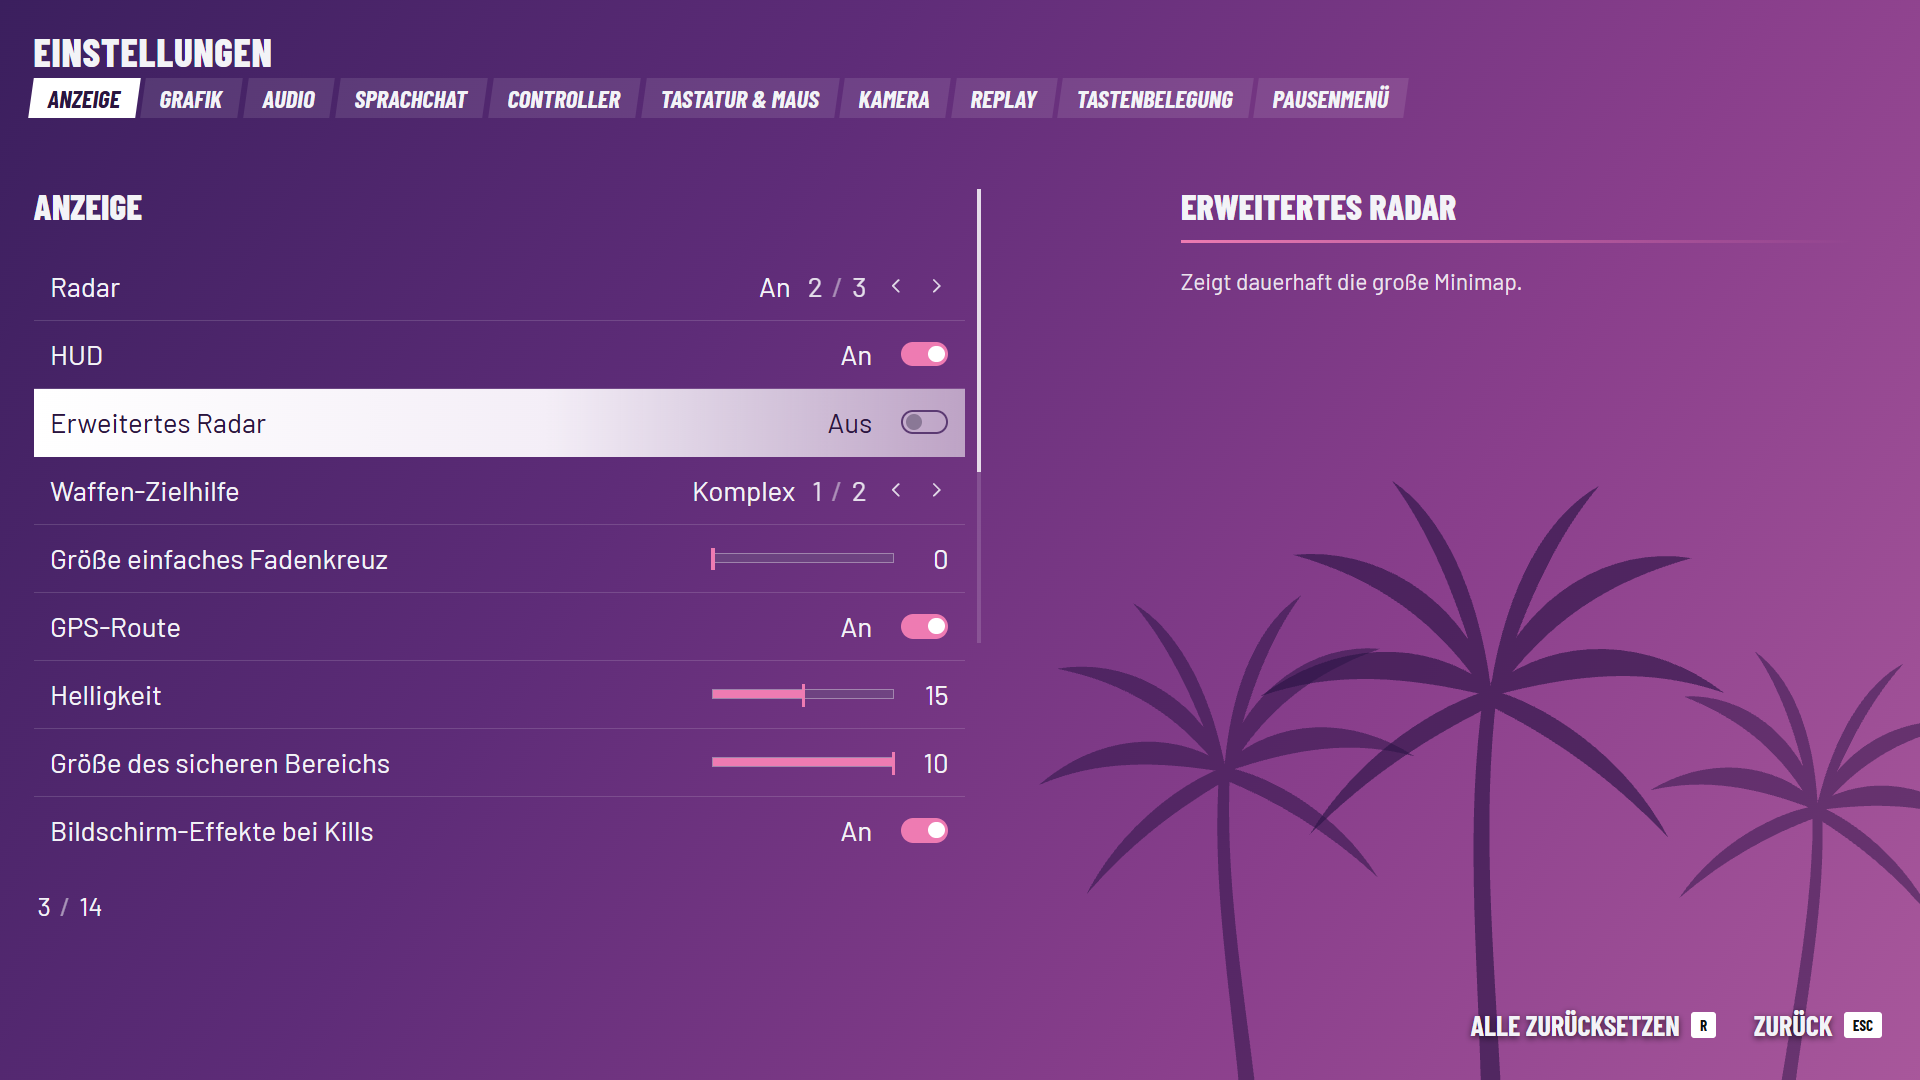 EINSTELLUNGEN
ANZEIGE GRAFIK AUDIO SPRACHCHAT CONTROLLER TASTATUR & MAUS KAMERA REPLAY TASTENBELEGUNG PAUSENMENÜ
ANZEIGE
Radar An 2 / 3
HUD An
Erweitertes Radar Aus
Waffen-Zielhilfe Komplex 1 / 2
Größe einfaches Fadenkreuz 0
GPS-Route An
Helligkeit 15
Größe des sicheren Bereichs 10
Bildschirm-Effekte bei Kills An
3 / 14
ERWEITERTES RADAR
Zeigt dauerhaft die große Minimap.
ALLE ZURÜCKSETZEN R ZURÜCK ESC